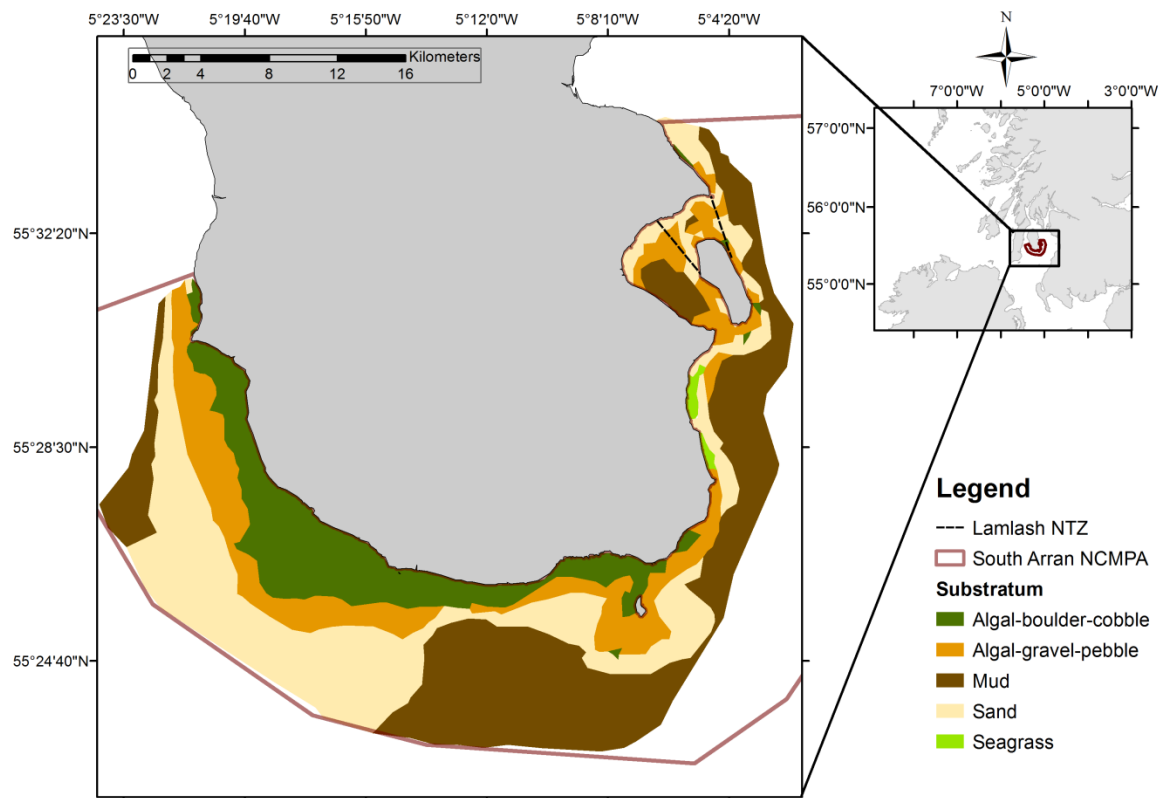 5°23'30"W 5°19'40"W 5°15'50"W 5°12'0"W 5°8'10"W 5°4'20"W
Kilometers
0 2 4 8 12 16
55°32'20"N
55°28'30"N
55°24'40"N
N
7°0'0"W 5°0'0"W 3°0'0"W
57°0'0"N
56°0'0"N
55°0'0"N
Legend
Lamlash NTZ
South Arran NCMPA
Substratum
Algal-boulder-cobble
Algal-gravel-pebble
Mud
Sand
Seagrass